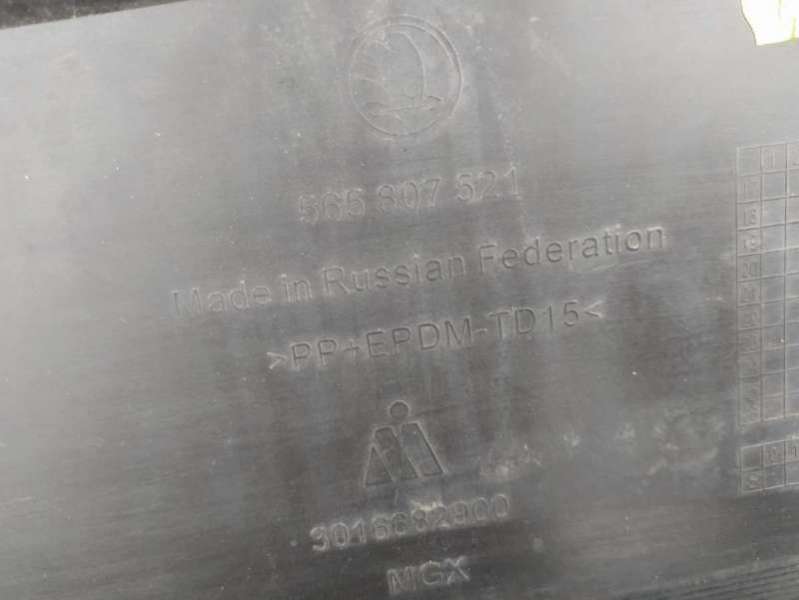 565 807 521
Made in Russian Federation
>PP+EPDM-TD15<
3016682900
MGX